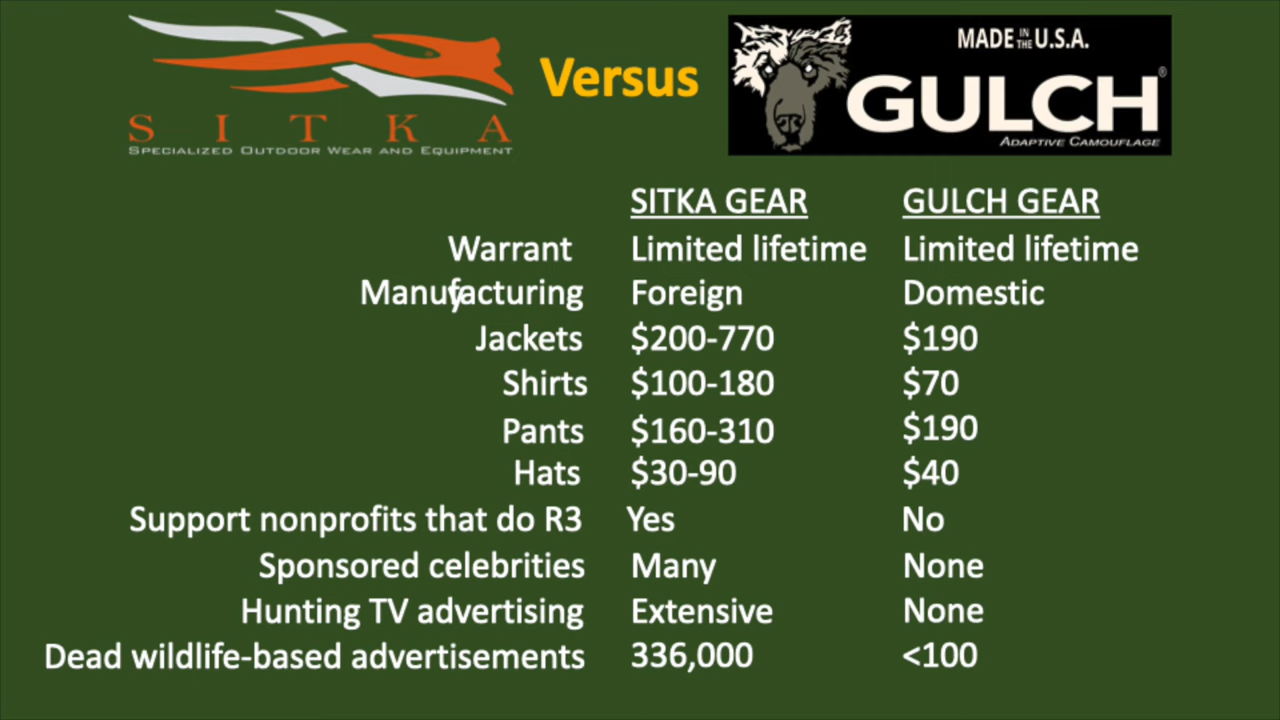 SITKA
SPECIALIZED OUTDOOR WEAR AND EQUIPMENT
Versus
MADE IN THE U.S.A.
GULCH®
ADAPTIVE CAMOUFLAGE
SITKA GEAR GULCH GEAR
Warranty Limited lifetime Limited lifetime
Manufacturing Foreign Domestic
Jackets $200-770 $190
Shirts $100-180 $70
Pants $160-310 $190
Hats $30-90 $40
Support nonprofits that do R3 Yes No
Sponsored celebrities Many None
Hunting TV advertising Extensive None
Dead wildlife-based advertisements 336,000 <100